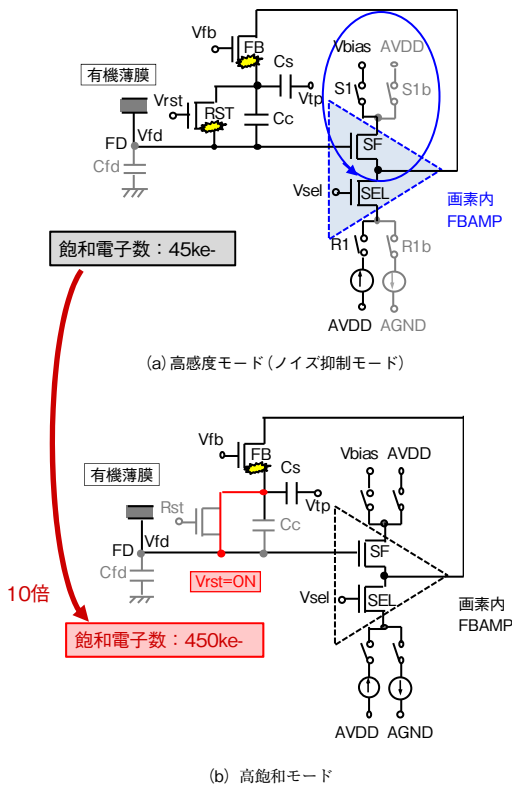 Vfb
FB
Vbias
AVDD
有機薄膜
Cs
S1
S1b
Vrst
RST
Vtp
FD
Vfd
Cc
SF
Cfd
Vsel
SEL
画素内
FBAMP
R1
R1b
飽和電子数：45ke-
AVDD
AGND
(a) 高感度モード（ノイズ抑制モード）
Vfb
FB
Vbias
AVDD
有機薄膜
Cs
Rst
Vtp
Vfd
Cc
FD
SF
Cfd
Vrst=ON
10倍
Vsel
SEL
画素内
FBAMP
飽和電子数：450ke-
AVDD
AGND
(b) 高飽和モード